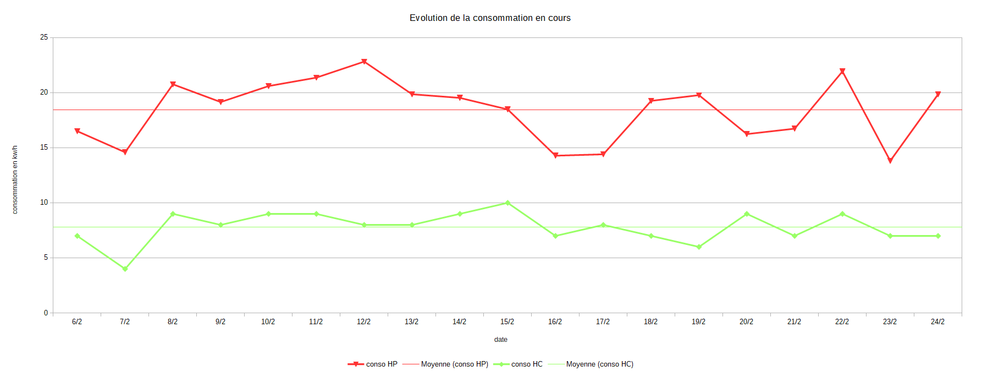 Evolution de la consommation en cours
25
20
15
10
5
0
consommation en kw/h
6/2 7/2 8/2 9/2 10/2 11/2 12/2 13/2 14/2 15/2 16/2 17/2 18/2 19/2 20/2 21/2 22/2 23/2 24/2
date
conso HP Moyenne (conso HP) conso HC Moyenne (conso HC)